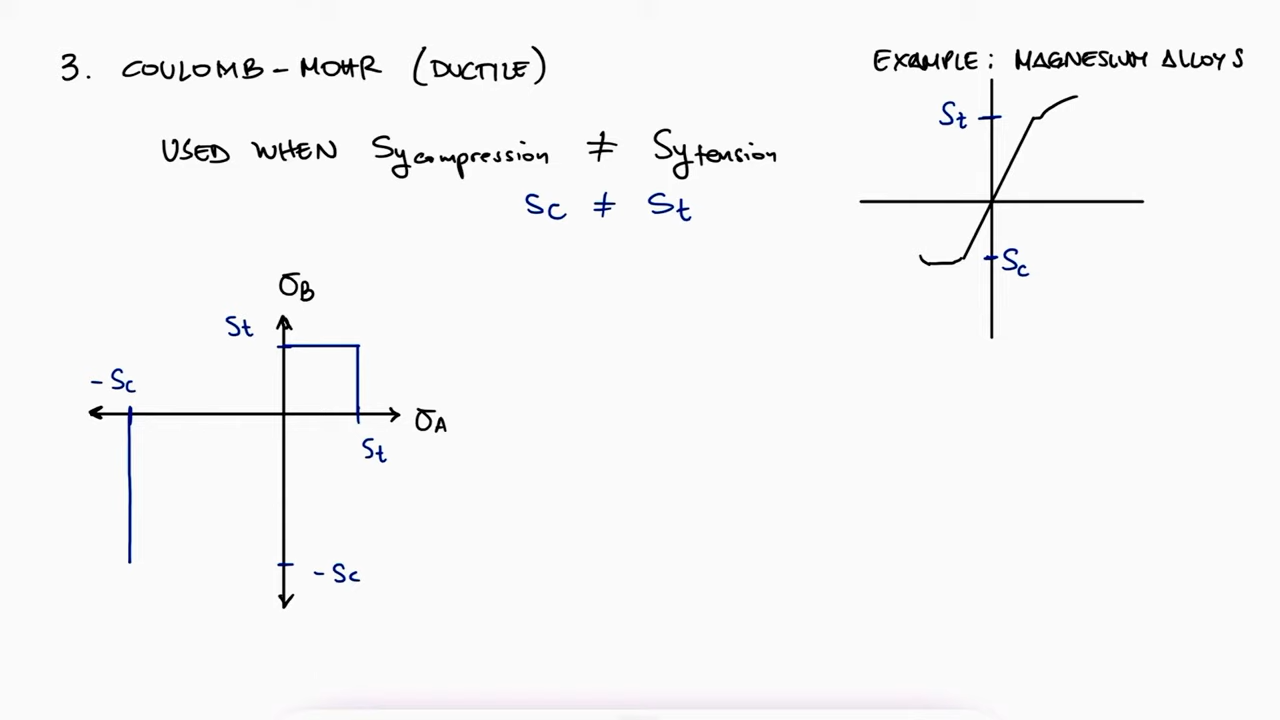 3. COULOMB - MOHR (DUCTILE)
EXAMPLE: MAGNESIUM ALLOYS
St
USED WHEN Sycompression ≠ Sytension
Sc ≠ St
Sc
σB
St
-Sc
σA
St
-Sc